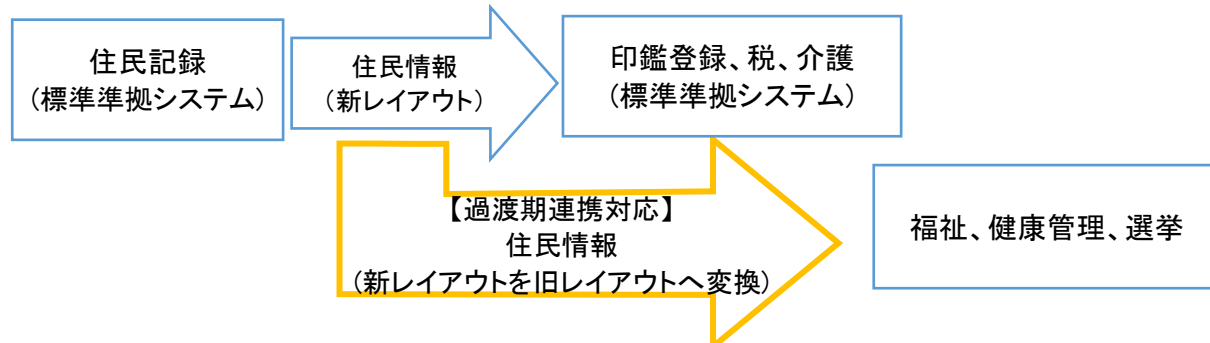 住民記録
(標準準拠システム)
住民情報
(新レイアウト)
印鑑登録、税、介護
(標準準拠システム)
【過渡期連携対応】
住民情報
(新レイアウトを旧レイアウトへ変換)
福祉、健康管理、選挙